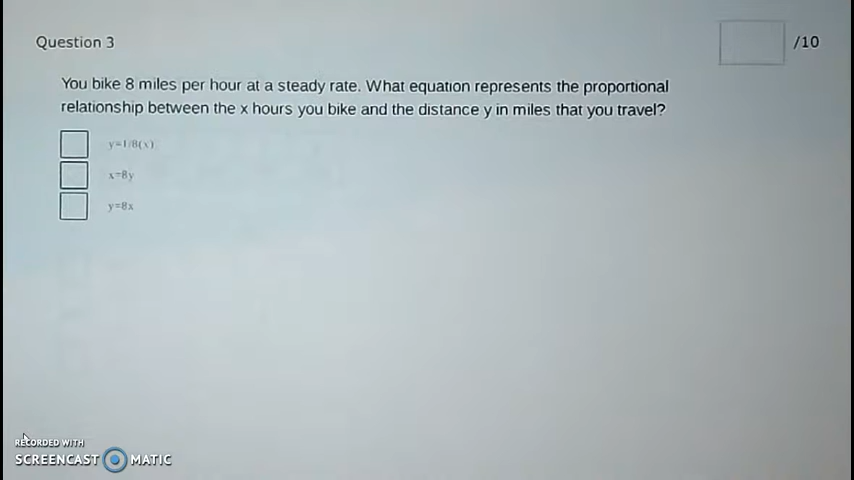 Question 3
/10
You bike 8 miles per hour at a steady rate. What equation represents the proportional
relationship between the x hours you bike and the distance y in miles that you travel?
y=1/8(x)
x=8y
y=8x
RECORDED WITH
SCREENCAST MATIC